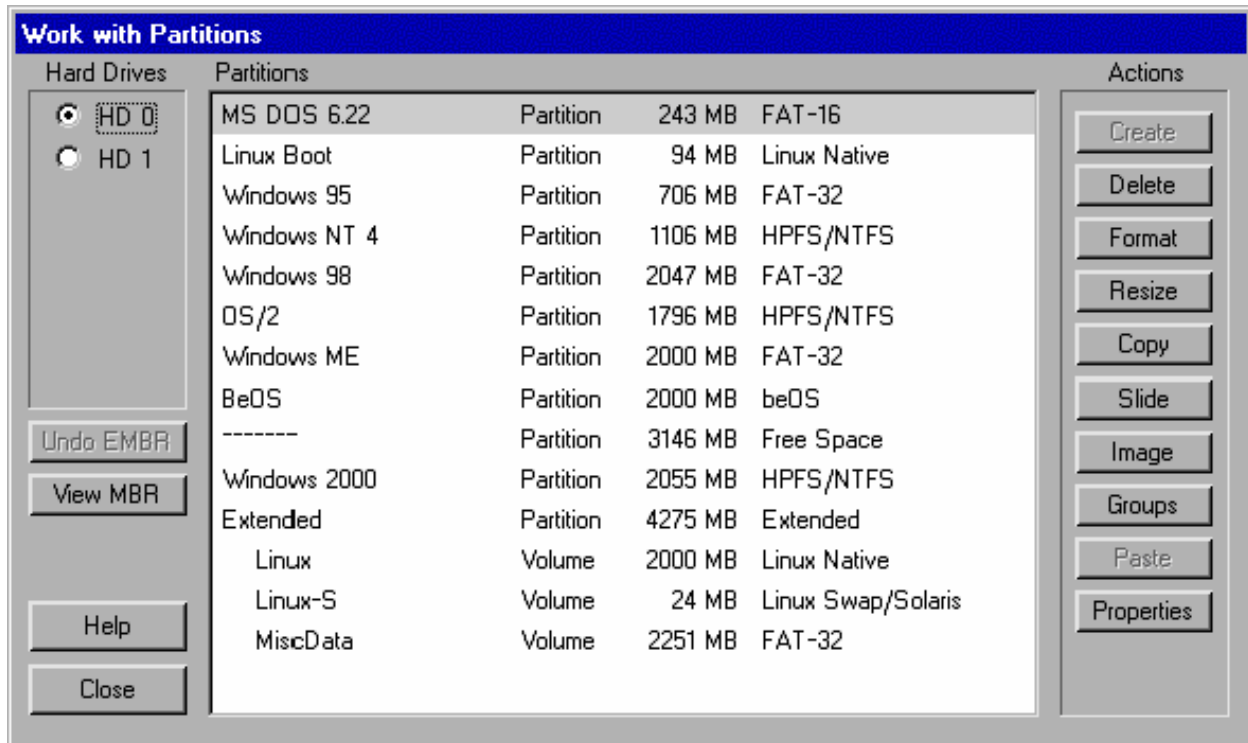 Work with Partitions
Hard Drives Partitions Actions
HD 0
HD 1
Undo EMBR
View MBR
Help
Close
MS DOS 6.22 Partition 243 MB FAT-16
Linux Boot Partition 94 MB Linux Native
Windows 95 Partition 706 MB FAT-32
Windows NT 4 Partition 1106 MB HPFS/NTFS
Windows 98 Partition 2047 MB FAT-32
OS/2 Partition 1796 MB HPFS/NTFS
Windows ME Partition 2000 MB FAT-32
BeOS Partition 2000 MB beOS
------- Partition 3146 MB Free Space
Windows 2000 Partition 2055 MB HPFS/NTFS
Extended Partition 4275 MB Extended
Linux Volume 2000 MB Linux Native
Linux-S Volume 24 MB Linux Swap/Solaris
MiscData Volume 2251 MB FAT-32
Create
Delete
Format
Resize
Copy
Slide
Image
Groups
Paste
Properties